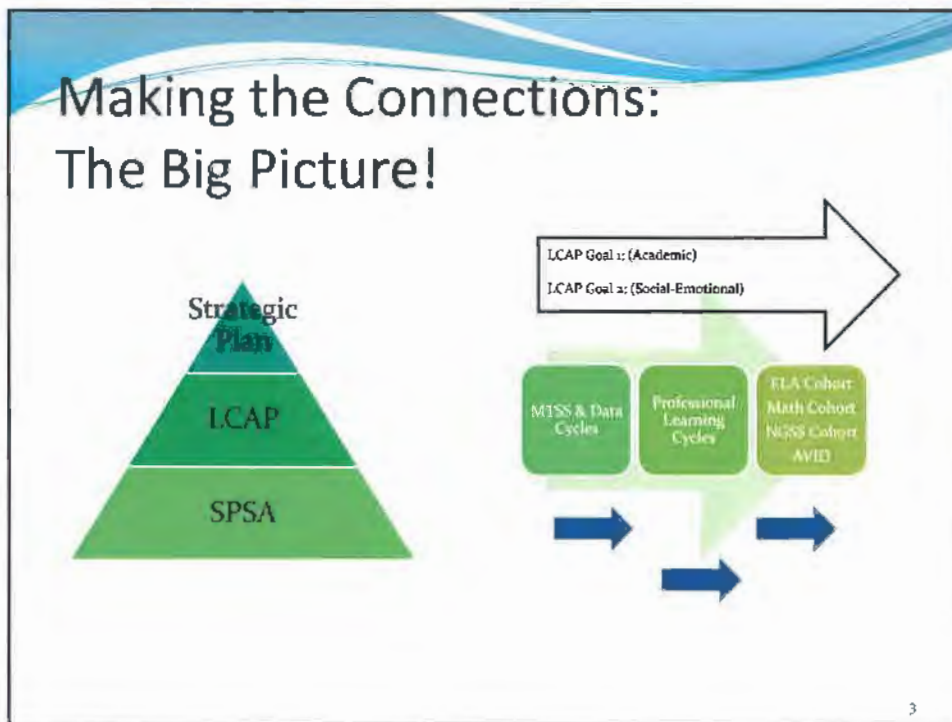 Making the Connections:
The Big Picture!
Strategic
Plan
LCAP
SPSA
LCAP Goal 1: (Academic)
LCAP Goal 2: (Social-Emotional)
MTSS & Data
Cycles
Professional
Learning
Cycles
ELA Cohort
Math Cohort
NGSS Cohort
AVID
3